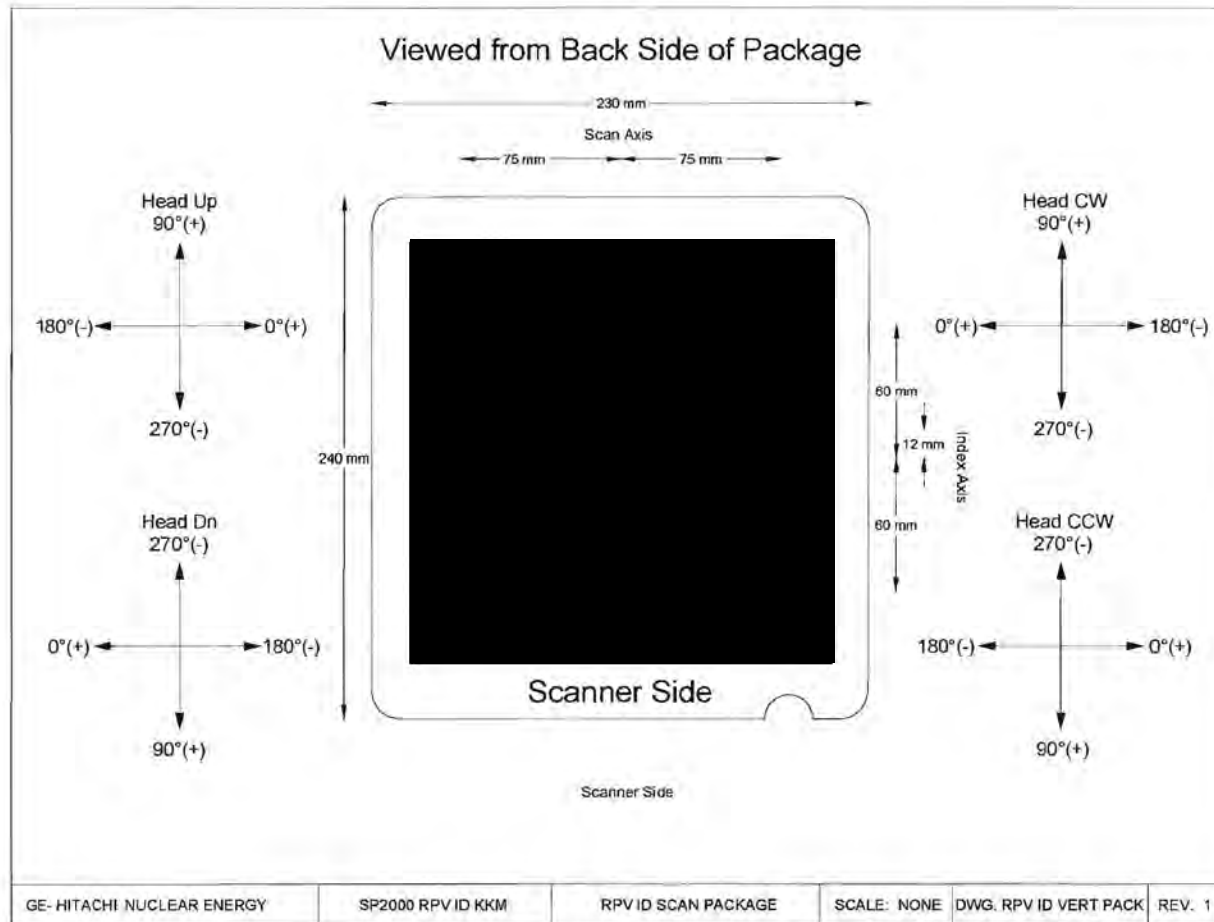 Viewed from Back Side of Package
230 mm
Scan Axis
75 mm
75 mm
Head Up
90°(+)
180°(-)
0°(+)
270°(-)
Head CW
90°(+)
0°(+)
180°(-)
270°(-)
60 mm
12 mm
Index Axis
240 mm
60 mm
Head Dn
270°(-)
0°(+)
180°(-)
90°(+)
Head CCW
270°(-)
180°(-)
0°(+)
90°(+)
Scanner Side
Scanner Side
GE- HITACHI NUCLEAR ENERGY
SP2000 RPV ID KKM
RPV ID SCAN PACKAGE
SCALE: NONE
DWG. RPV ID VERT PACK
REV. 1